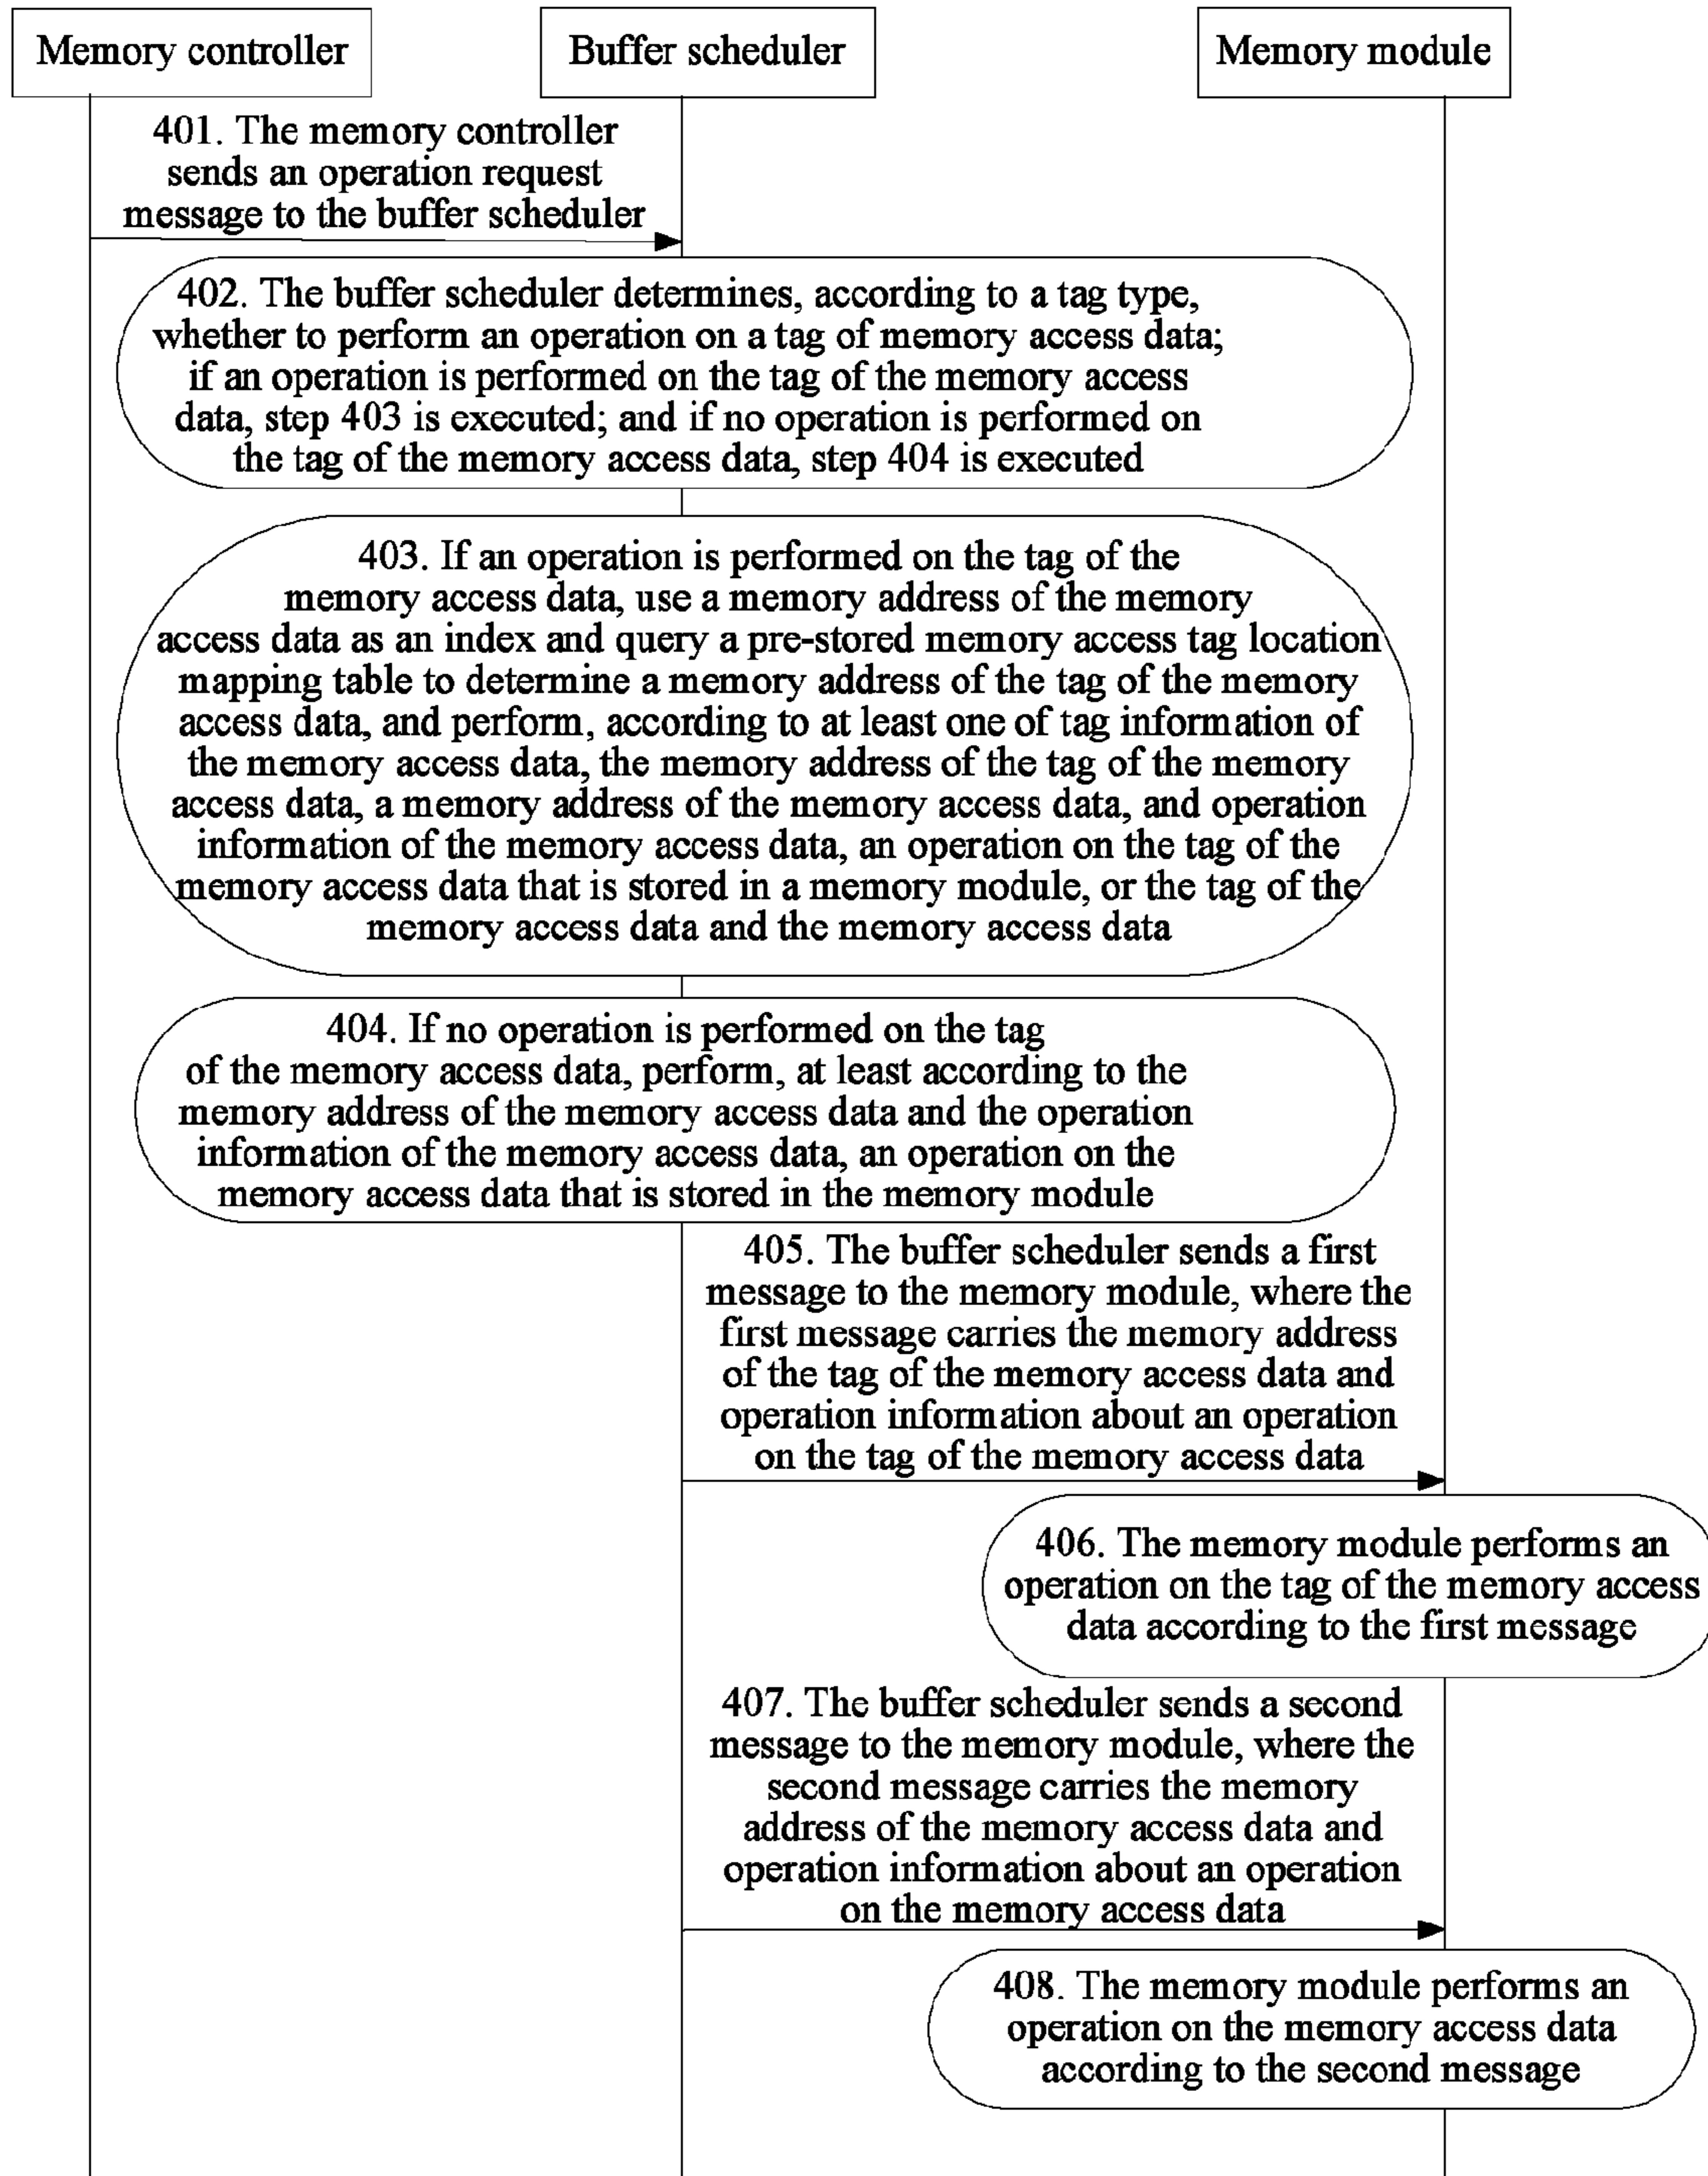 Memory controller
Buffer scheduler
Memory module
401. The memory controller
sends an operation request
message to the buffer scheduler
402. The buffer scheduler determines, according to a tag type,
whether to perform an operation on a tag of memory access data;
if an operation is performed on the tag of the memory access
data, step 403 is executed; and if no operation is performed on
the tag of the memory access data, step 404 is executed
403. If an operation is performed on the tag of the
memory access data, use a memory address of the memory
access data as an index and query a pre-stored memory access tag location
mapping table to determine a memory address of the tag of the memory
access data, and perform, according to at least one of tag information of
the memory access data, the memory address of the tag of the memory
access data, a memory address of the memory access data, and operation
information of the memory access data, an operation on the tag of the
memory access data that is stored in a memory module, or the tag of the
memory access data and the memory access data
404. If no operation is performed on the tag
of the memory access data, perform, at least according to the
memory address of the memory access data and the operation
information of the memory access data, an operation on the
memory access data that is stored in the memory module
405. The buffer scheduler sends a first
message to the memory module, where the
first message carries the memory address
of the tag of the memory access data and
operation information about an operation
on the tag of the memory access data
406. The memory module performs an
operation on the tag of the memory access
data according to the first message
407. The buffer scheduler sends a second
message to the memory module, where the
second message carries the memory
address of the memory access data and
operation information about an operation
on the memory access data
408. The memory module performs an
operation on the memory access data
according to the second message